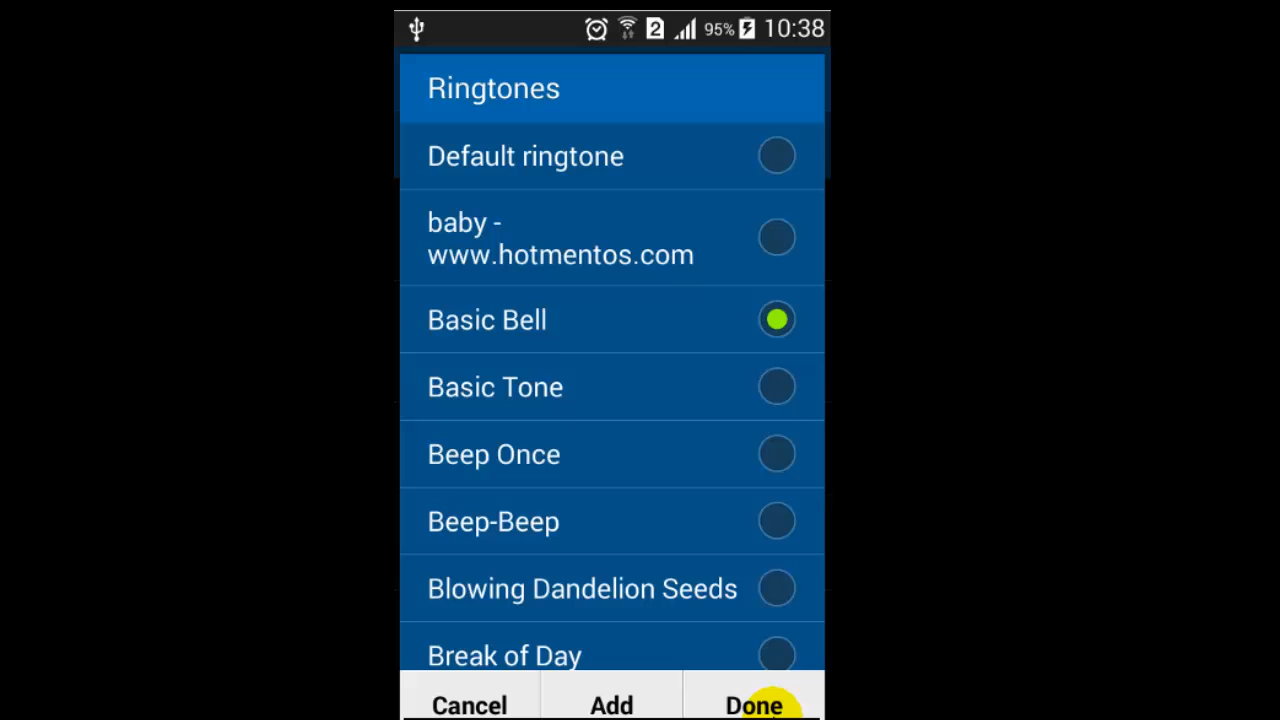 2 95% 10:38
Ringtones
Default ringtone
baby -
www.hotmentos.com
Basic Bell
Basic Tone
Beep Once
Beep-Beep
Blowing Dandelion Seeds
Break of Day
Cancel Add Done